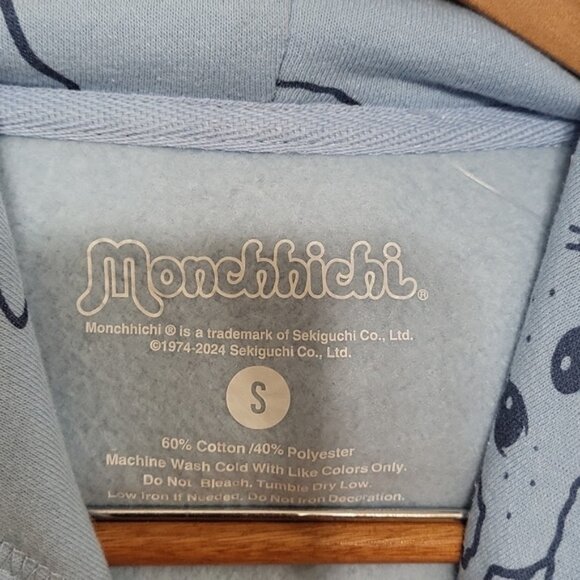 Monchhichi®
Monchhichi ® is a trademark of Sekiguchi Co., Ltd.
©1974-2024 Sekiguchi Co., Ltd.
S
60% Cotton /40% Polyester
Machine Wash Cold With Like Colors Only.
Do Not Bleach, Tumble Dry Low.
Low Iron If Needed, Do Not Iron Decoration.